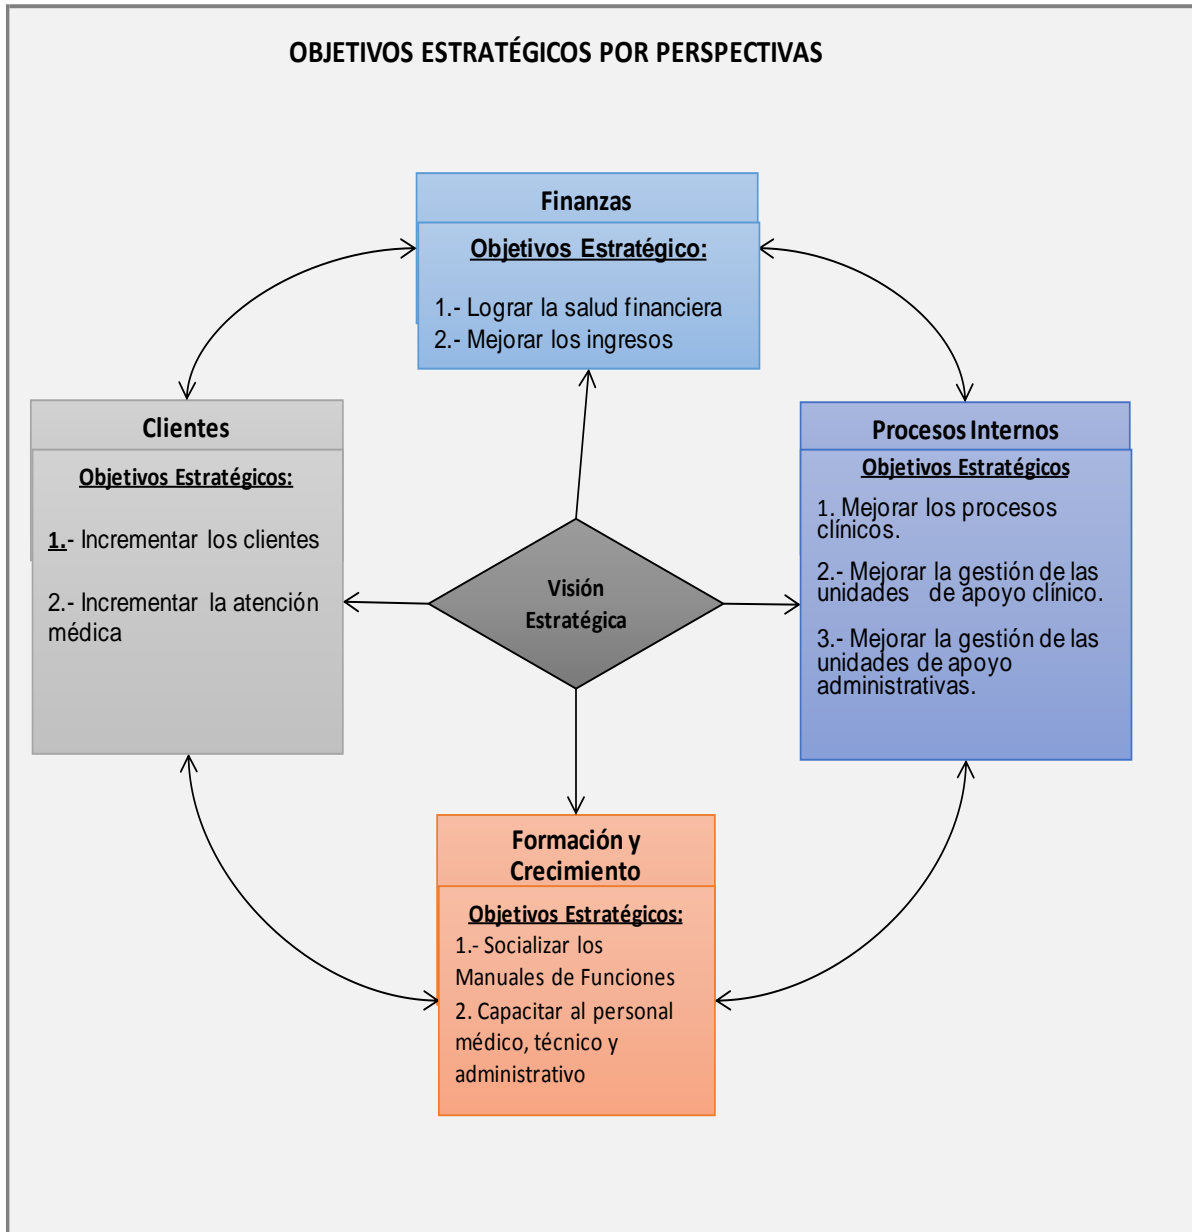 OBJETIVOS ESTRATÉGICOS POR PERSPECTIVAS
Finanzas
Objetivos Estratégico:
1.- Lograr la salud financiera
2.- Mejorar los ingresos
Clientes
Objetivos Estratégicos:
1.- Incrementar los clientes
2.- Incrementar la atención
médica
Visión
Estratégica
Procesos Internos
Objetivos Estratégicos
1. Mejorar los procesos
clínicos.
2.- Mejorar la gestión de las
unidades de apoyo clínico.
3.- Mejorar la gestión de las
unidades de apoyo
administrativas.
Formación y
Crecimiento
Objetivos Estratégicos:
1.- Socializar los
Manuales de Funciones
2. Capacitar al personal
médico, técnico y
administrativo